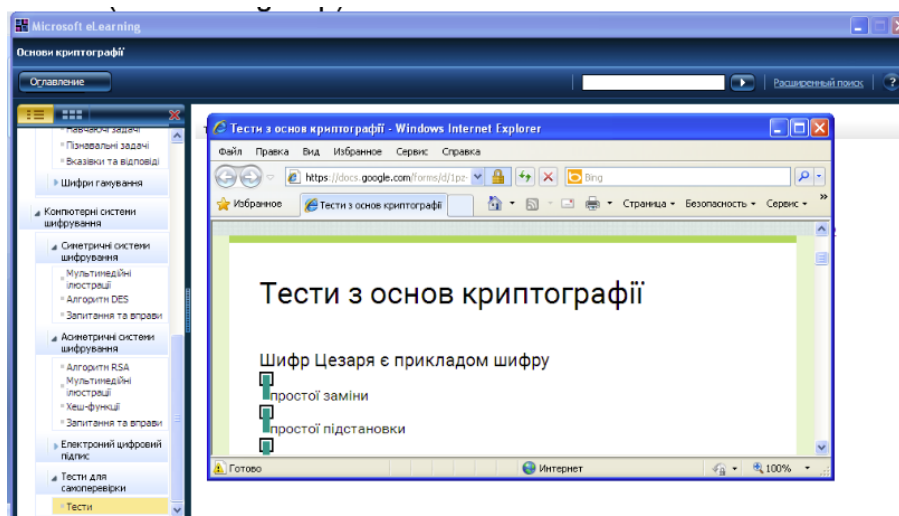 Microsoft eLearning
Основи криптографії
Оглавление
Расширенный поиск
?
Навчаючі задачі
Пізнавальні задачі
Вказівки та відповіді
Шифри гамування
Компютерні системи
шифрування
Симетричні системи
шифрування
Мультимедійні
ілюстрації
Алгоритм DES
Запитання та вправи
Асиметричні системи
шифрування
Алгоритм RSA
Мультимедійні
ілюстрації
Хеш-функції
Запитання та вправи
Електроний цифровий
підпис
Тести для
самоперевірки
Тести
Тести з основ криптографії - Windows Internet Explorer
Файл Правка Вид Избранное Сервис Справка
https://docs.google.com/forms/d/1pz-
Bing
Избранное
Тести з основ криптографії
Страница Безопасность Сервис »
Тести з основ криптографії
Шифр Цезаря є прикладом шифру
простої заміни
простої підстановки
Готово
Интернет
100%